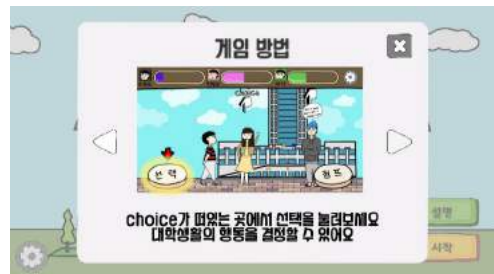 게임 방법
choice
선택
점프
choice가 떠있는 곳에서 선택을 눌러보세요
대학생활의 행동을 결정할 수 있어요
설명
시작